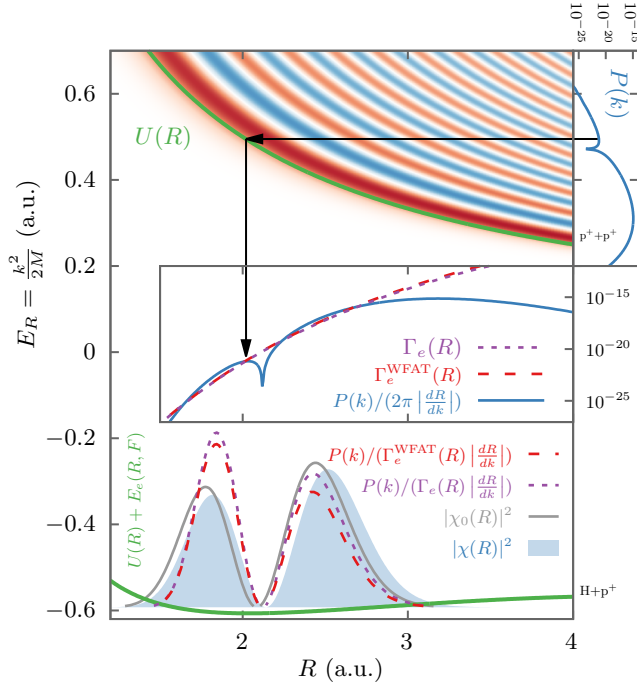 10⁻²⁵
10⁻²⁰
10⁻¹⁵
P(k)
0.6
0.4
0.2
0
−0.2
−0.4
−0.6
E_R = k²/2M (a.u.)
U(R)
p⁺+p⁺
10⁻¹⁵
10⁻²⁰
10⁻²⁵
Γ_e(R)
Γ_e^WFAT(R)
P(k)/(2π |dR/dk|)
U(R) + E_e(R, F)
P(k)/(Γ_e^WFAT(R) |dR/dk|)
P(k)/(Γ_e(R) |dR/dk|)
|χ₀(R)|²
|χ(R)|²
H+p⁺
2
3
4
R (a.u.)